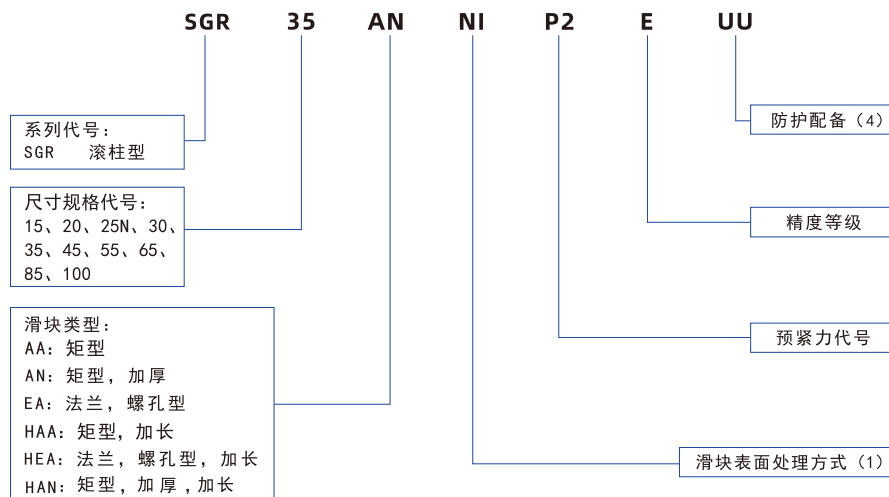 SGR 35 AN NI P2 E UU
系列代号：
SGR 滚柱型
尺寸规格代号：
15、20、25N、30、
35、45、55、65、
85、100
滑块类型：
AA：矩型
AN：矩型，加厚
EA：法兰，螺孔型
HAA：矩型，加长
HEA：法兰，螺孔型，加长
HAN：矩型，加厚，加长
防护配备（4）
精度等级
预紧力代号
滑块表面处理方式（1）